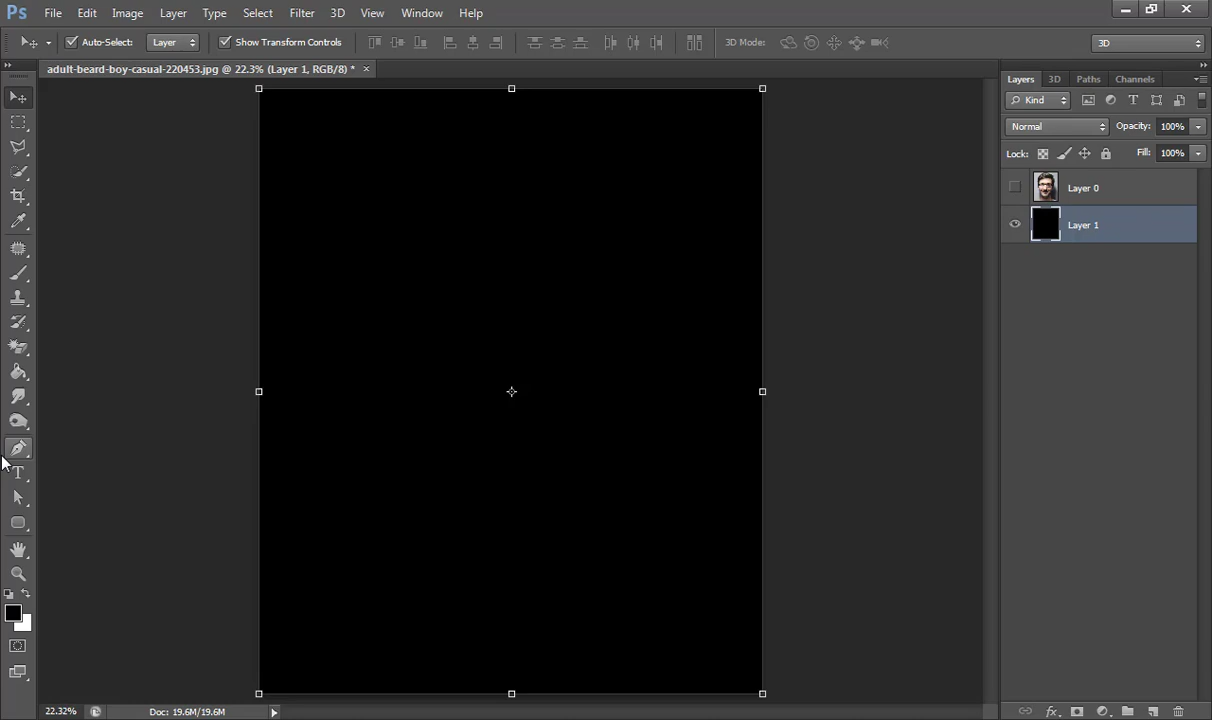 Ps File Edit Image Layer Type Select Filter 3D View Window Help
Auto-Select: Layer Show Transform Controls 3D Mode: 3D
adult-beard-boy-casual-220453.jpg @ 22.3% (Layer 1, RGB/8) * ×
Layers 3D Paths Channels
Kind
Normal Opacity: 100%
Lock: Fill: 100%
Layer 0
Layer 1
T
22.32% Doc: 19.6M/19.6M